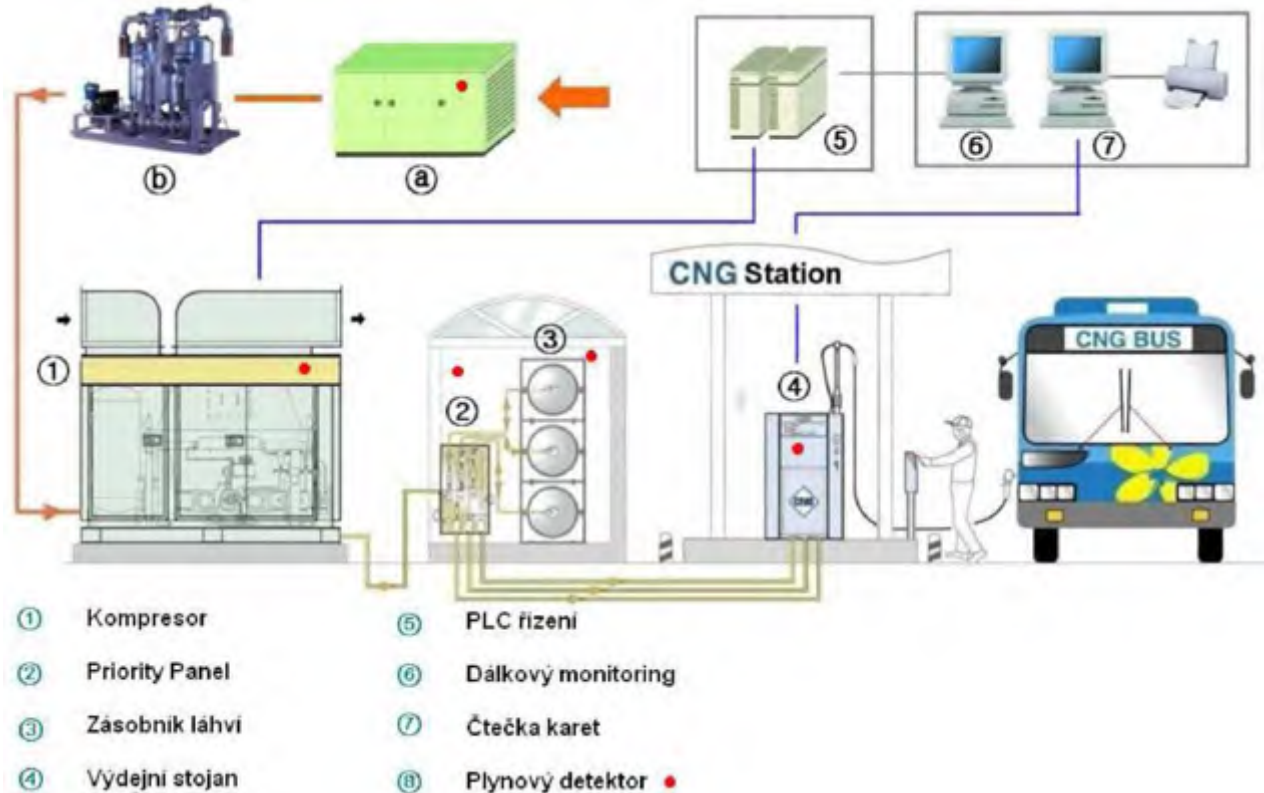 ⓑ
ⓐ
⑤
⑥
⑦
CNG Station
①
②
③
④
CNG BUS
CNG
① Kompresor
② Priority Panel
③ Zásobník láhví
④ Výdejní stojan
⑤ PLC řízení
⑥ Dálkový monitoring
⑦ Čtečka karet
⑧ Plynový detektor